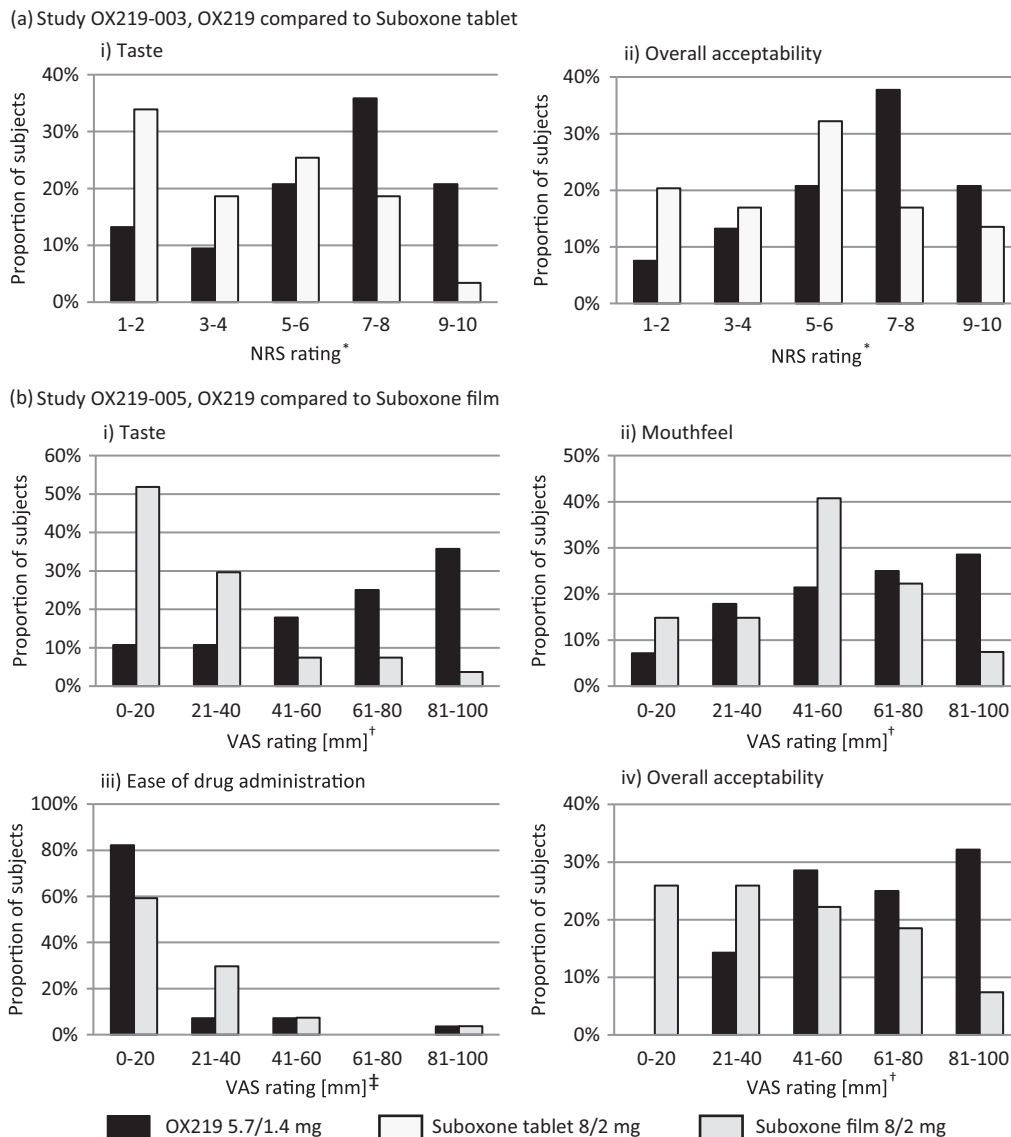 (a) Study OX219-003, OX219 compared to Suboxone tablet
i) Taste
40%
30%
20%
10%
0%
Proportion of subjects
1-2 3-4 5-6 7-8 9-10
NRS rating*
ii) Overall acceptability
40%
30%
20%
10%
0%
Proportion of subjects
1-2 3-4 5-6 7-8 9-10
NRS rating*
(b) Study OX219-005, OX219 compared to Suboxone film
i) Taste
60%
50%
40%
30%
20%
10%
0%
Proportion of subjects
0-20 21-40 41-60 61-80 81-100
VAS rating [mm]†
ii) Mouthfeel
50%
40%
30%
20%
10%
0%
Proportion of subjects
0-20 21-40 41-60 61-80 81-100
VAS rating [mm]†
iii) Ease of drug administration
100%
80%
60%
40%
20%
0%
Proportion of subjects
0-20 21-40 41-60 61-80 81-100
VAS rating [mm]‡
iv) Overall acceptability
40%
30%
20%
10%
0%
Proportion of subjects
0-20 21-40 41-60 61-80 81-100
VAS rating [mm]†
OX219 5.7/1.4 mg Suboxone tablet 8/2 mg Suboxone film 8/2 mg